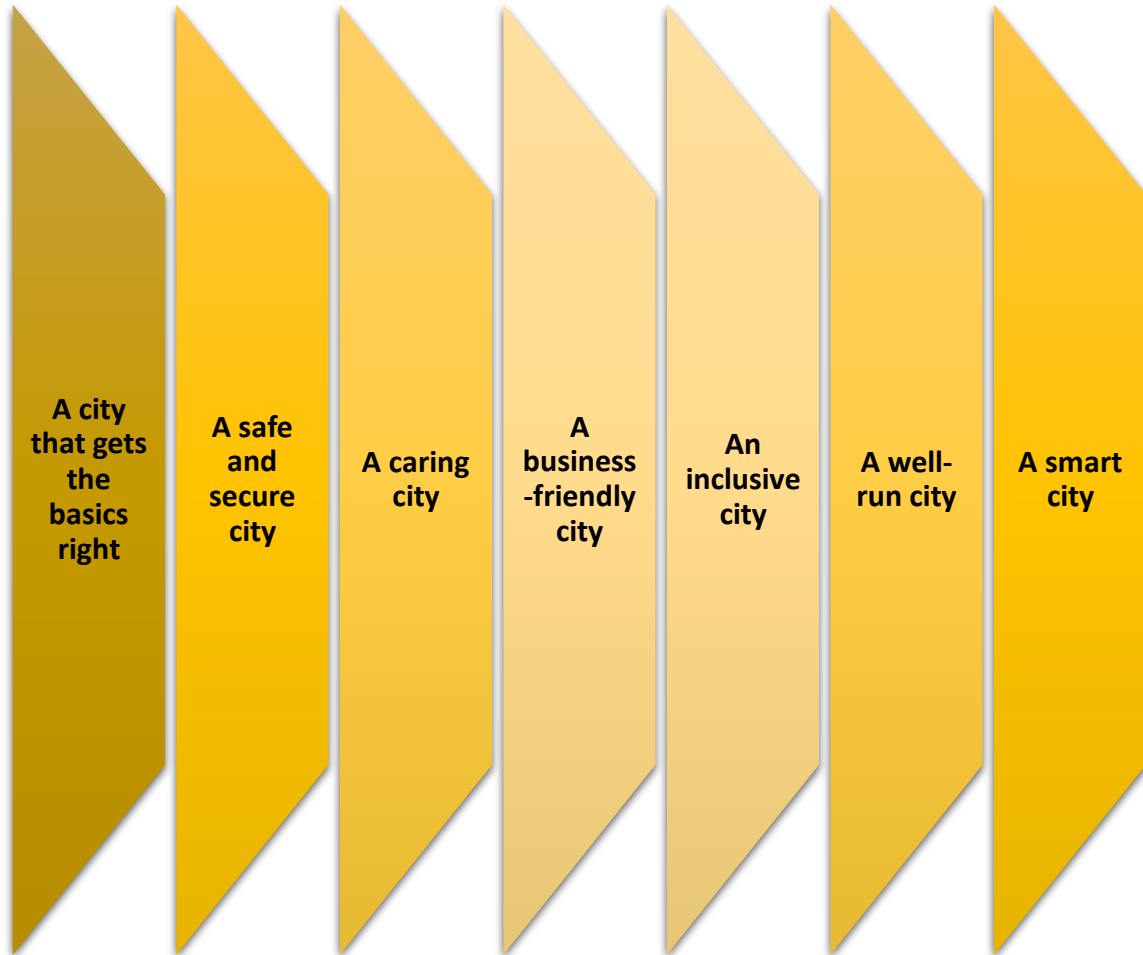 A city
that gets
the
basics
right
A safe
and
secure
city
A caring
city
A
business
-friendly
city
An
inclusive
city
A well-
run city
A smart
city